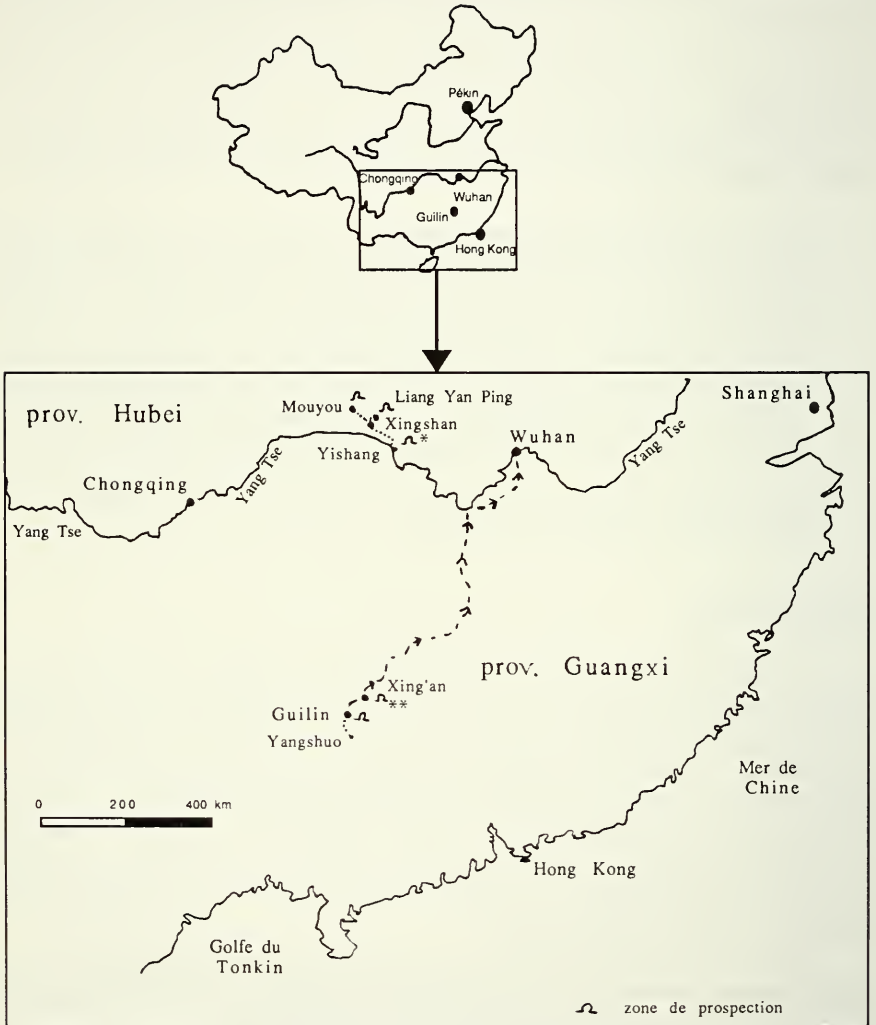 Pékin
Chongqing
Wuhan
Guilin
Hong Kong
Shanghai
Liang Yan Ping
Mouyou
prov. Hubei
Xingshan
*
Wuhan
Yishang
Yang Tse
Yang Tse
Chongqing
Yang Tse
prov. Guangxi
Xing'an
**
Guilin
Yangshuo
Mer de
Chine
0 200 400 km
Hong Kong
Golfe du
Tonkin
zone de prospection